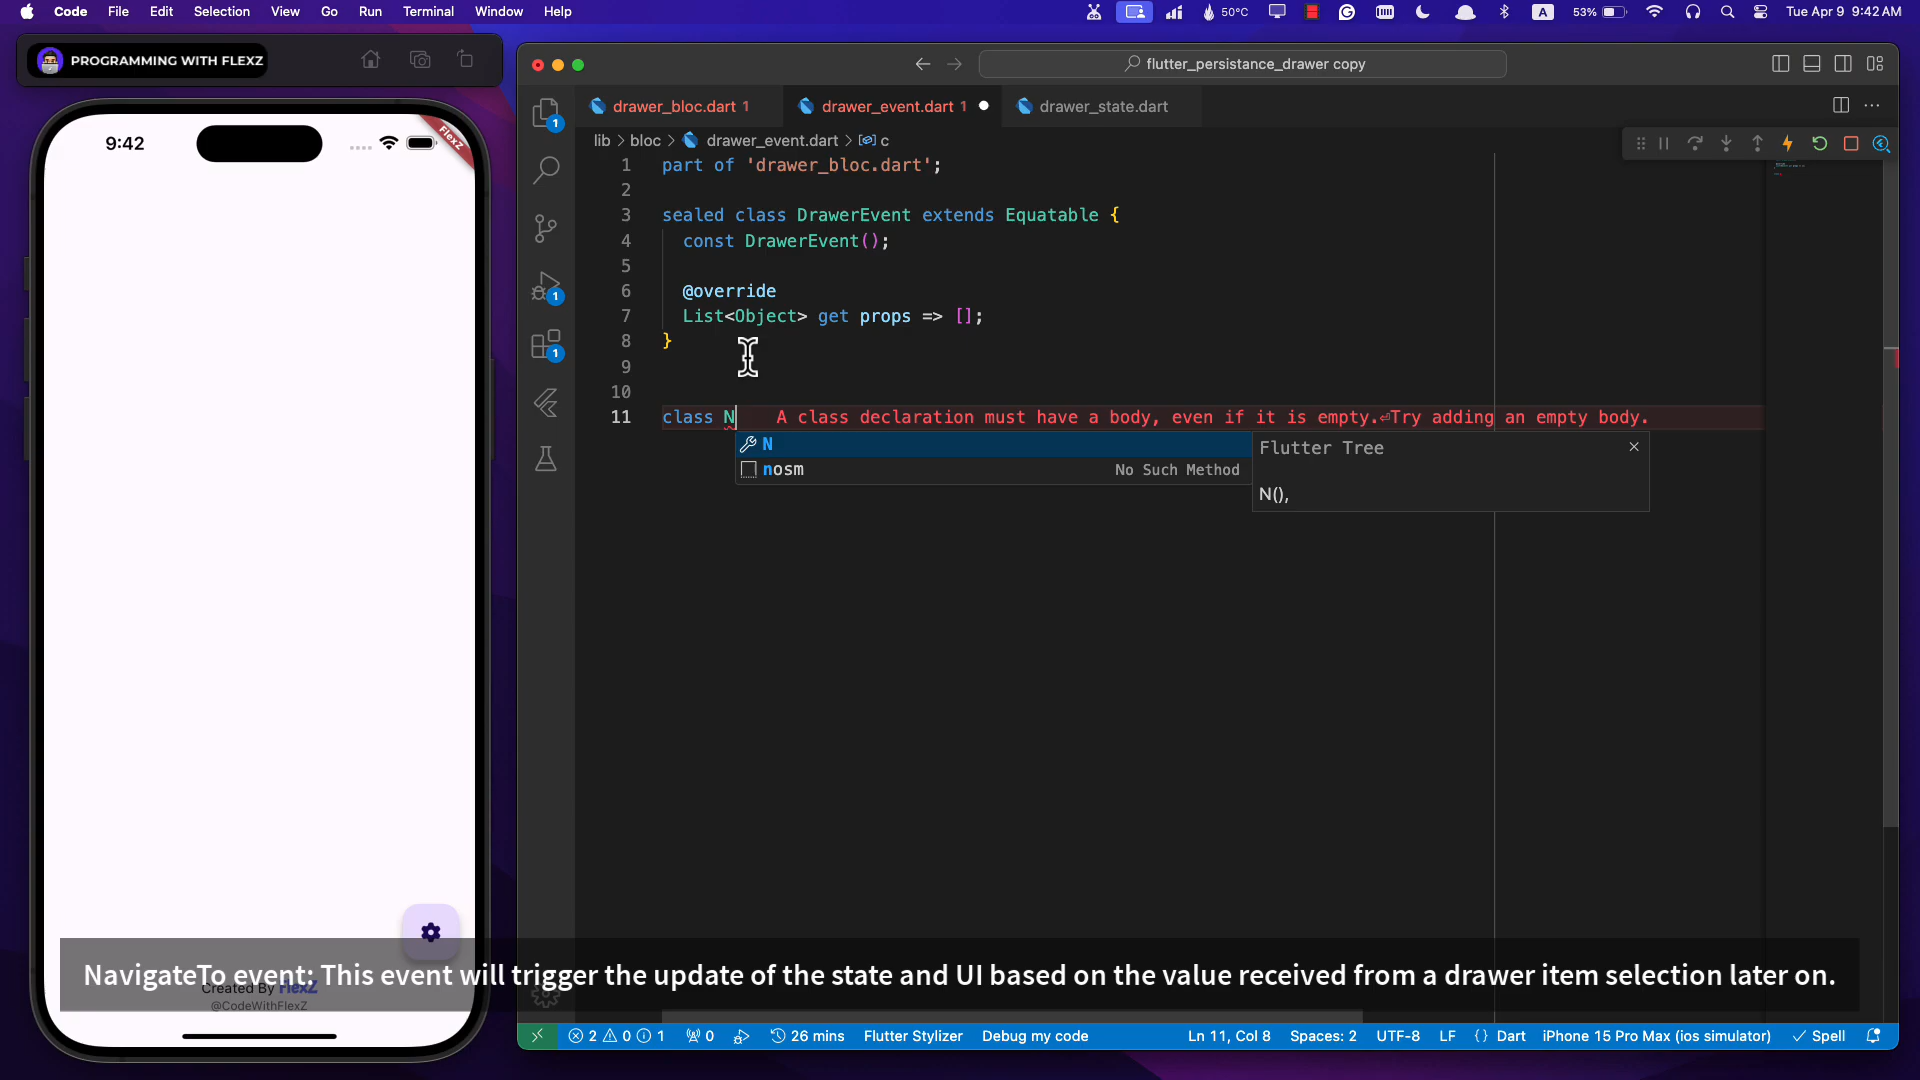 Code File Edit Selection View Go Run Terminal Window Help
50°C A 53% Tue Apr 9 9:42 AM
PROGRAMMING WITH FLEXZ
flutter_persistance_drawer copy
9:42
FlexZ
drawer_bloc.dart 1
drawer_event.dart 1
drawer_state.dart
lib > bloc > drawer_event.dart > c
1 part of 'drawer_bloc.dart';
2
3 sealed class DrawerEvent extends Equatable {
4 const DrawerEvent();
5
6 @override
7 List<Object> get props => [];
8 }
9
10
11 class N A class declaration must have a body, even if it is empty.⏎Try adding an empty body.
N
nosm No Such Method
Flutter Tree
N(),
1
1
1
NavigateTo event: This event will trigger the update of the state and UI based on the value received from a drawer item selection later on.
Created By FlexZ
@CodeWithFlexZ
2 0 1 0 26 mins Flutter Stylizer Debug my code Ln 11, Col 8 Spaces: 2 UTF-8 LF {} Dart iPhone 15 Pro Max (ios simulator) Spell